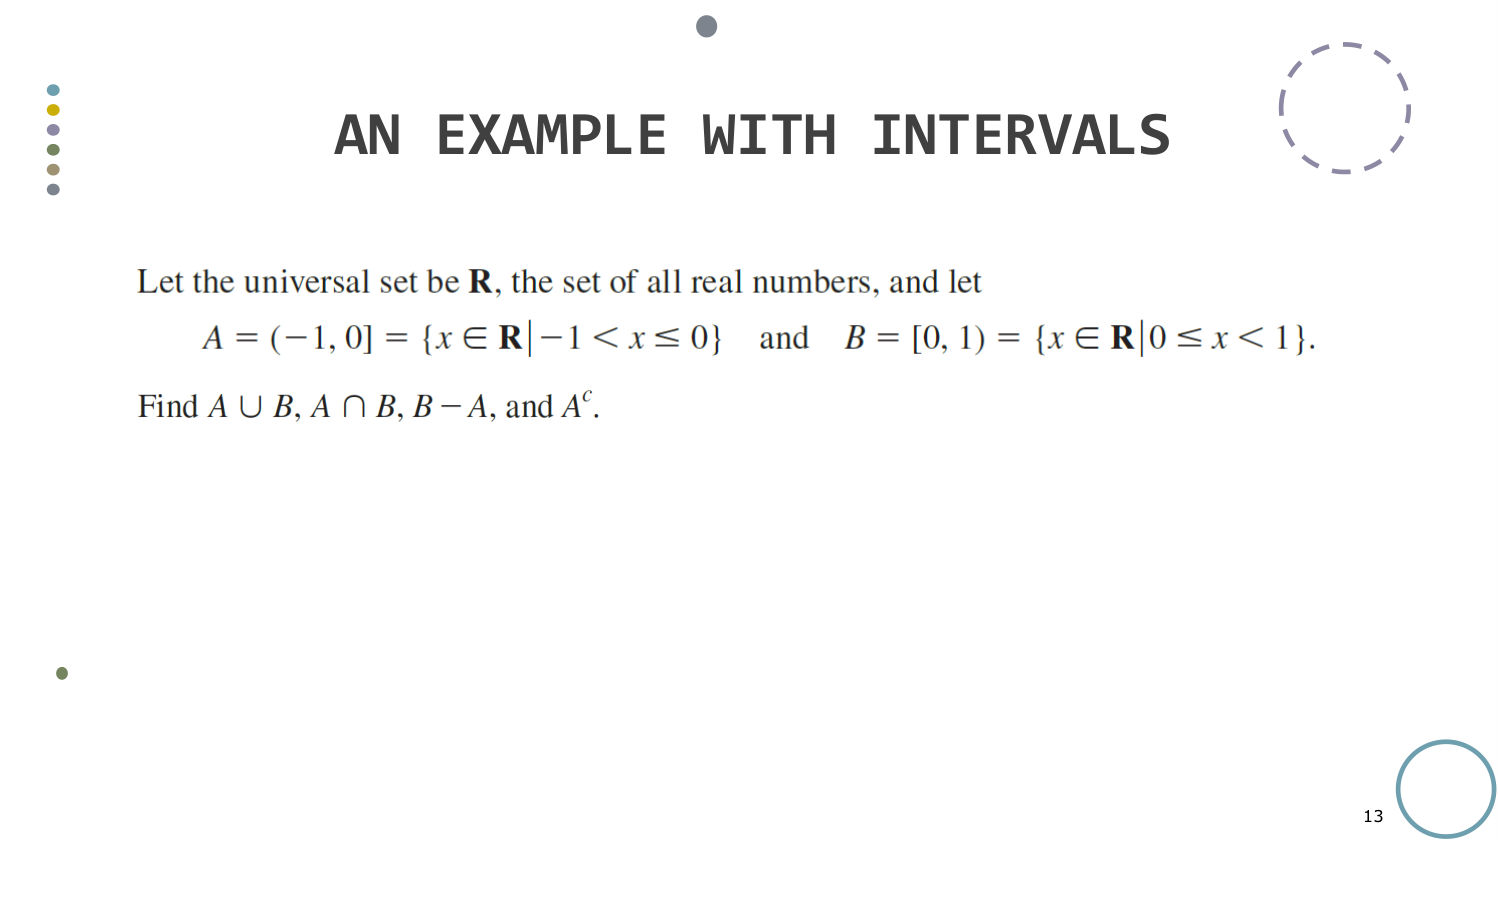 AN EXAMPLE WITH INTERVALS
Let the universal set be R, the set of all real numbers, and let
A = (−1, 0] = {x ∈ R|−1 < x ≤ 0} and B = [0, 1) = {x ∈ R|0 ≤ x < 1}.
Find A ∪ B, A ∩ B, B − A, and Aᶜ.
13